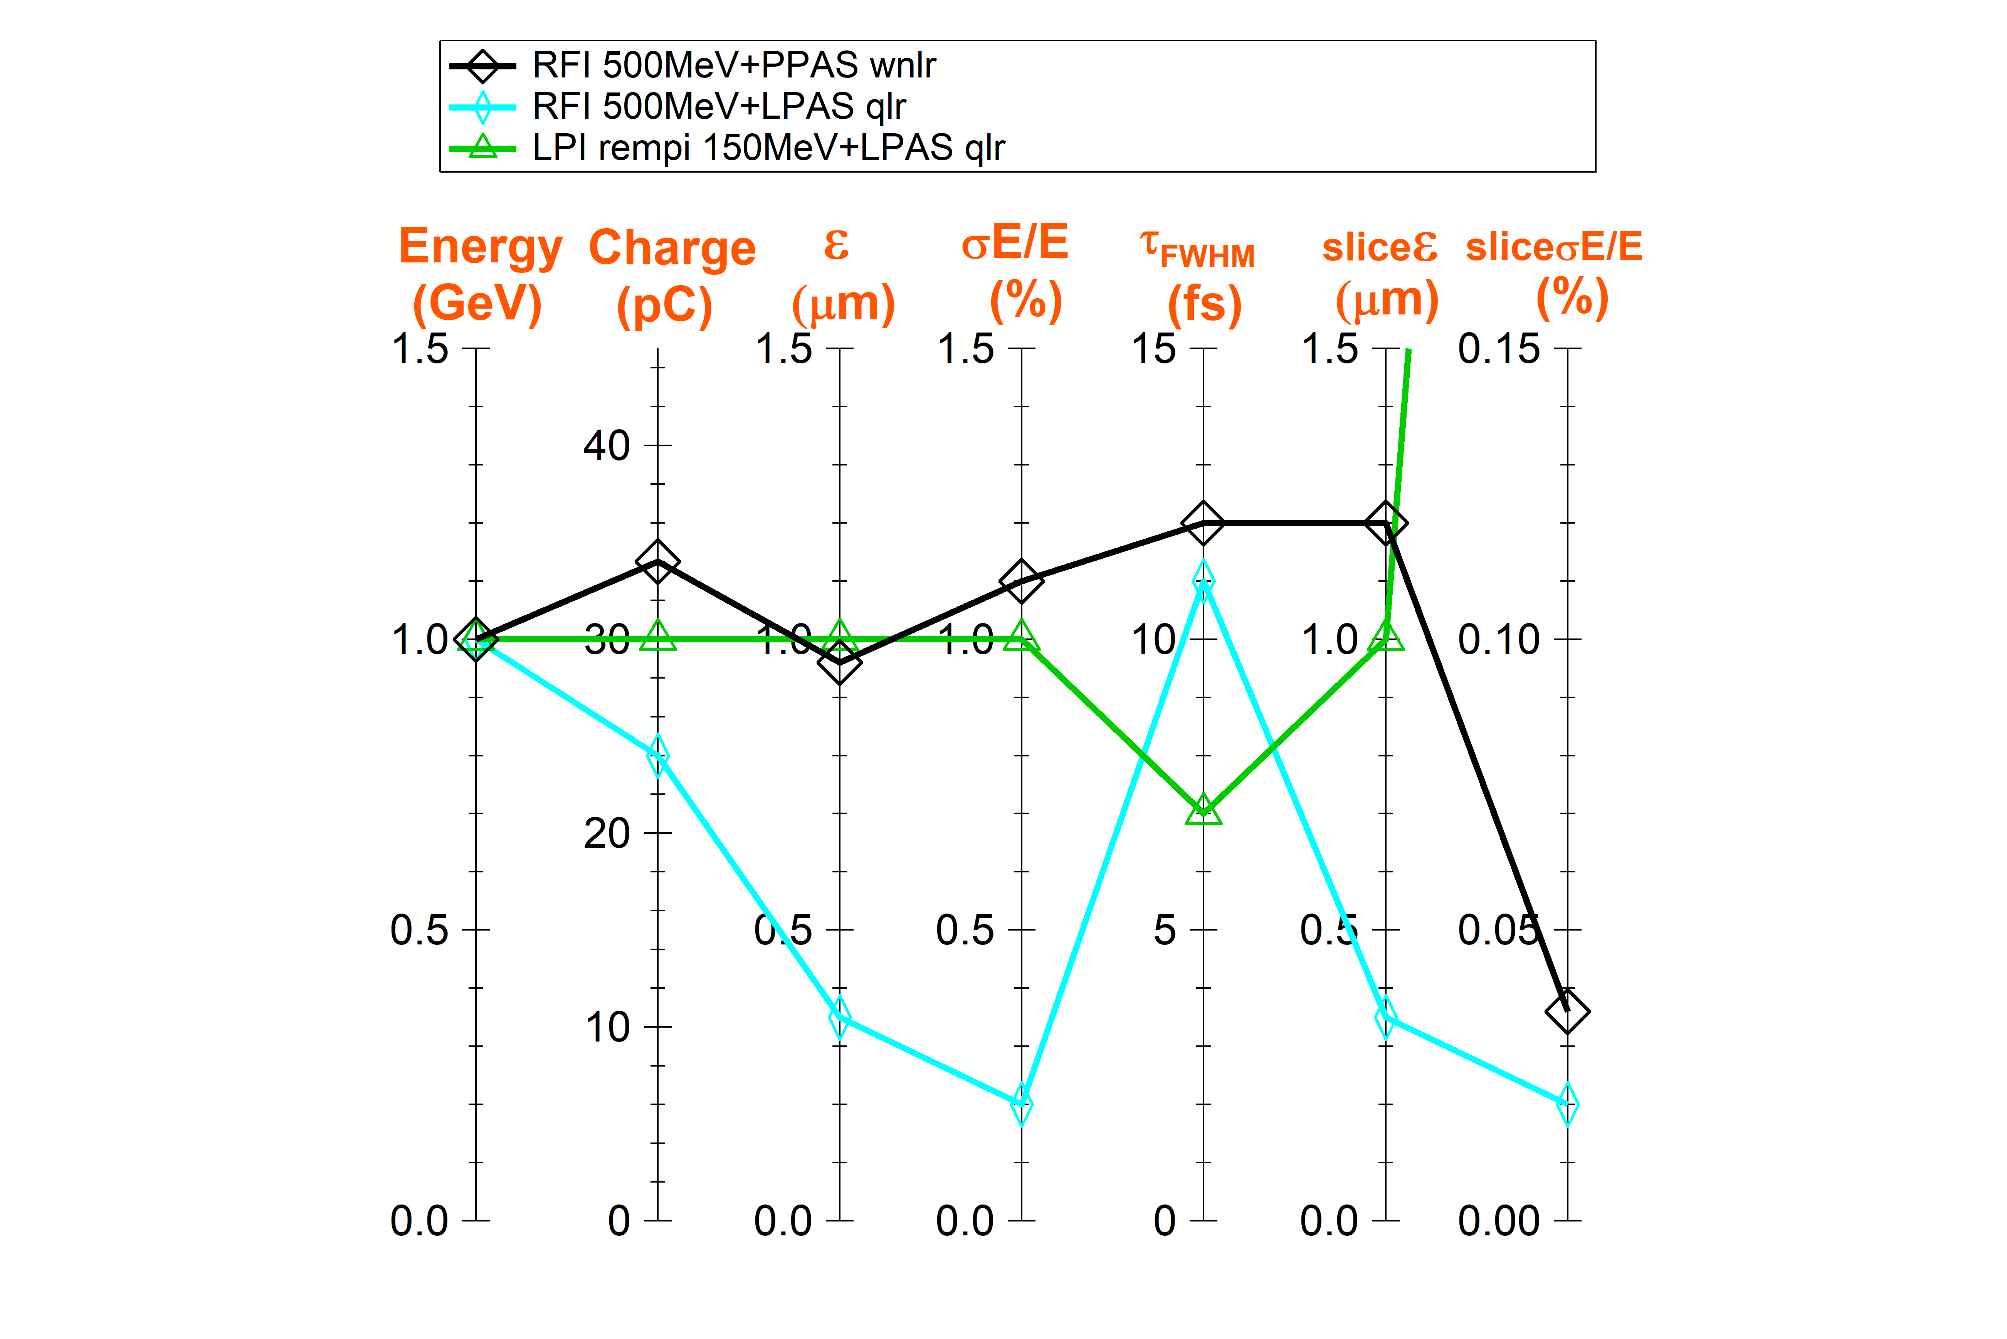 RFI 500MeV+PPAS wnlr
RFI 500MeV+LPAS qlr
LPI rempi 150MeV+LPAS qlr
Energy Charge ε σE/E τFWHM sliceε sliceσE/E
(GeV) (pC) (μm) (%) (fs) (μm) (%)
1.5 1.5 1.5 15 1.5 0.15
40
1.0 30 1.0 1.0 10 1.0 0.10
20
0.5 0.5 0.5 5 0.5 0.05
10
0.0 0 0.0 0.0 0 0.0 0.00